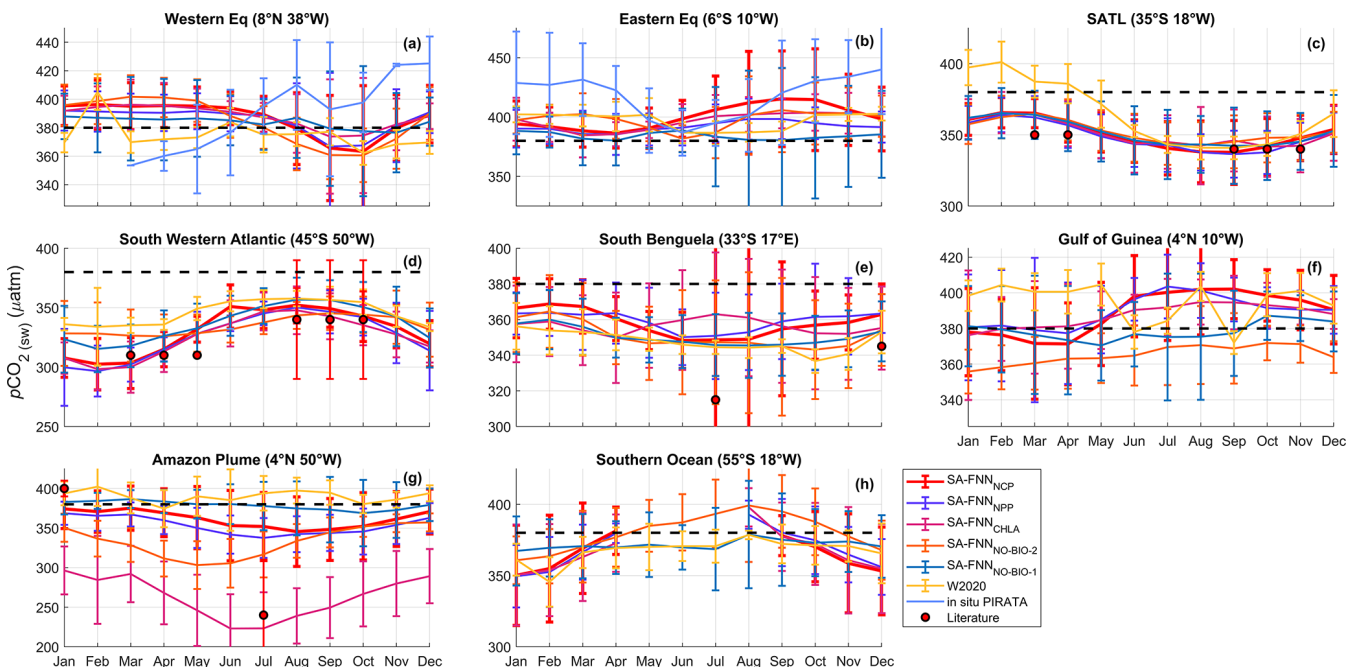 Western Eq (8°N 38°W)
Eastern Eq (6°S 10°W)
SATL (35°S 18°W)
(a)
(b)
(c)
440
420
400
380
360
340
450
400
350
400
350
300
South Western Atlantic (45°S 50°W)
South Benguela (33°S 17°E)
Gulf of Guinea (4°N 10°W)
(d)
(e)
(f)
pCO2 (sw) (μatm)
400
350
300
250
400
380
360
340
320
300
420
400
380
360
340
Jan Feb Mar Apr May Jun Jul Aug Sep Oct Nov Dec
Amazon Plume (4°N 50°W)
Southern Ocean (55°S 18°W)
(g)
(h)
400
350
300
250
200
400
350
300
Jan Feb Mar Apr May Jun Jul Aug Sep Oct Nov Dec
Jan Feb Mar Apr May Jun Jul Aug Sep Oct Nov Dec
SA-FNNNCP
SA-FNNNPP
SA-FNNCHLA
SA-FNNNO-BIO-2
SA-FNNNO-BIO-1
W2020
in situ PIRATA
Literature